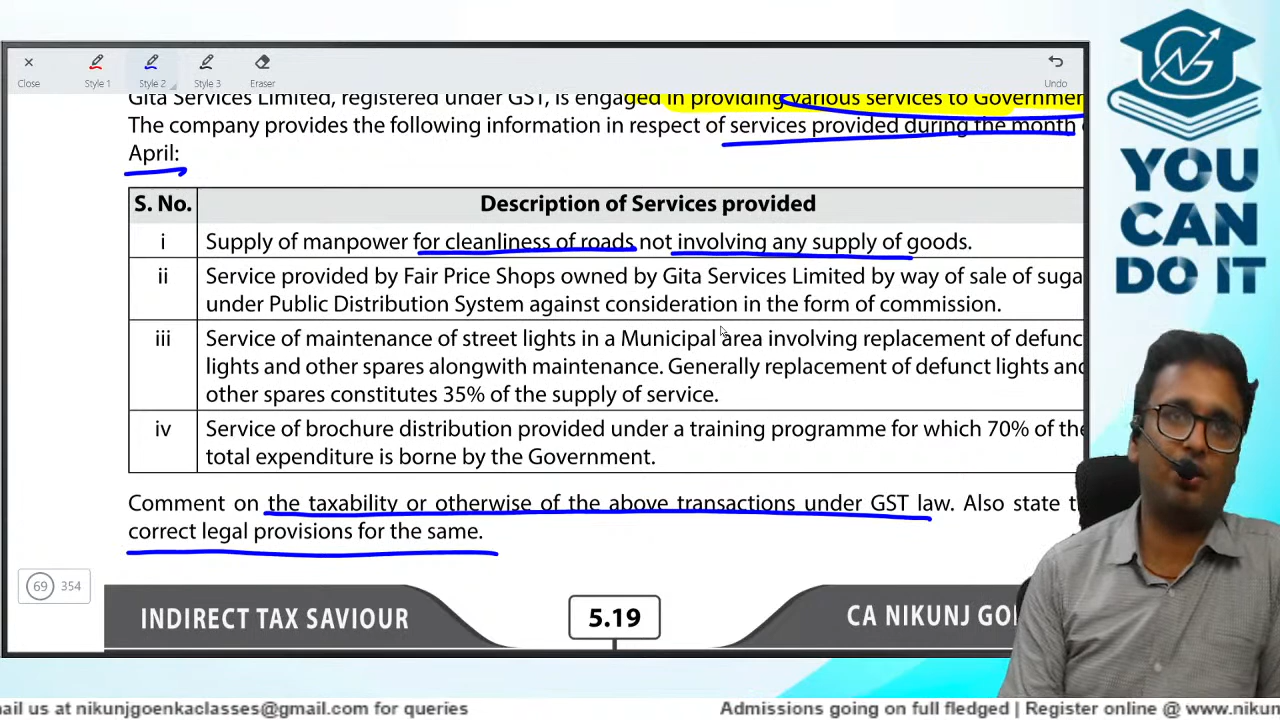 Close
Style 1
Style 2
Style 3
Eraser
Undo
Gita Services Limited, registered under GST, is engaged in providing various services to
The company provides the following information in respect of services provided during the month
April:
S. No. Description of Services provided
i Supply of manpower for cleanliness of roads not involving any supply of goods.
ii Service provided by Fair Price Shops owned by Gita Services Limited by way of sale of
under Public Distribution System against consideration in the form of commission.
iii Service of maintenance of street lights in a Municipal area involving replacement of
lights and other spares alongwith maintenance. Generally replacement of defunct lights
other spares constitutes 35% of the supply of service.
iv Service of brochure distribution provided under a training programme for which 70% of the
total expenditure is borne by the Government.
Comment on the taxability or otherwise of the above transactions under GST law. Also state
correct legal provisions for the same.
69 354
INDIRECT TAX SAVIOUR 5.19 CA NIKUNJ
YOU
CAN
DO IT
at nikunjgoenkaclasses@gmail.com for queries Admissions going on full fledged | Register online @